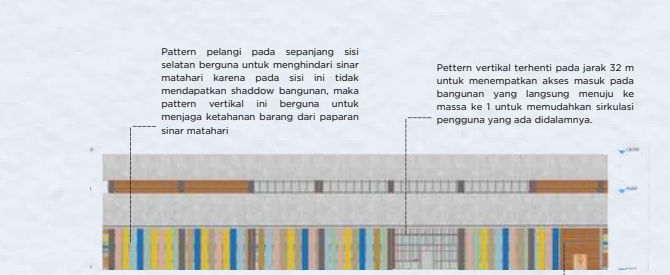 Pattern pelangi pada sepanjang sisi
selatan berguna untuk menghindari sinar
matahari karena pada sisi ini tidak
mendapatkan shaddow bangunan, maka
pattern vertikal ini berguna untuk
menjaga ketahanan barang dari paparan
sinar matahari
Pettern vertikal terhenti pada jarak 32 m
untuk menempatkan akses masuk pada
bangunan yang langsung menuju ke
massa ke 1 untuk memudahkan sirkulasi
pengguna yang ada didalamnya.